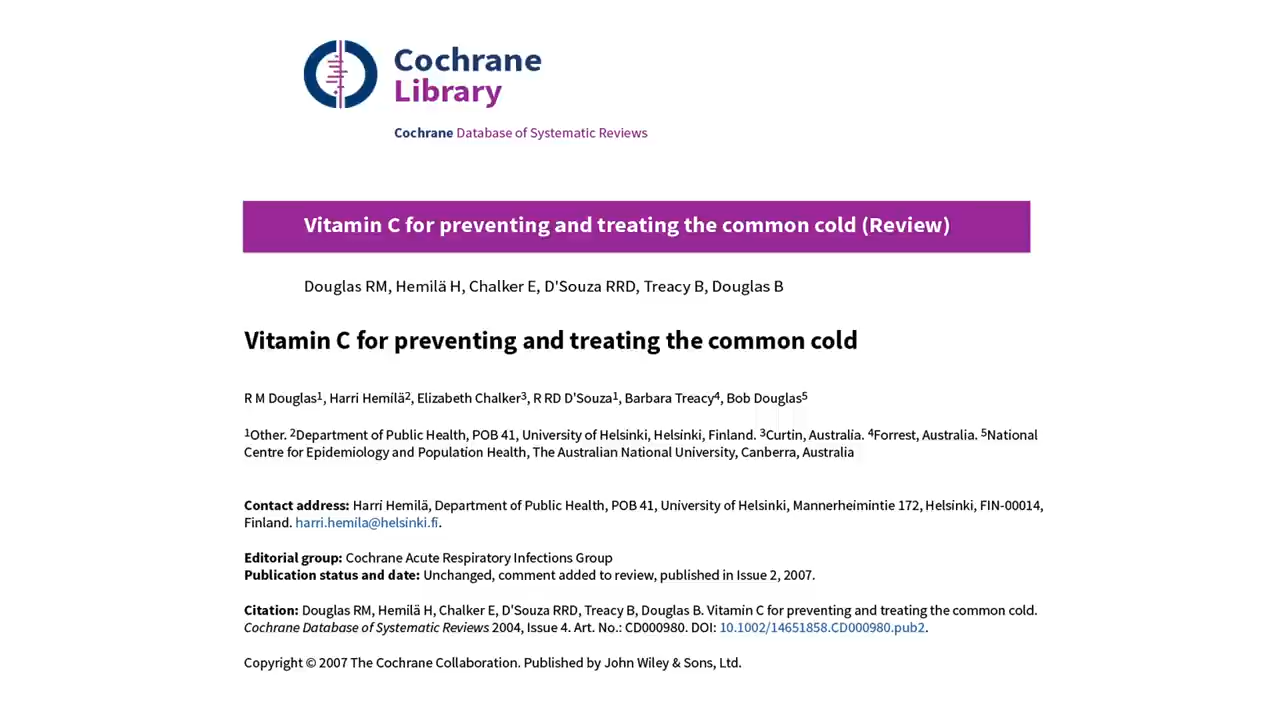 Cochrane
Library
Cochrane Database of Systematic Reviews
Vitamin C for preventing and treating the common cold (Review)
Douglas RM, Hemilä H, Chalker E, D'Souza RRD, Treacy B, Douglas B
Vitamin C for preventing and treating the common cold
R M Douglas1, Harri Hemilä2, Elizabeth Chalker3, R RD D'Souza1, Barbara Treacy4, Bob Douglas5
1Other. 2Department of Public Health, POB 41, University of Helsinki, Helsinki, Finland. 3Curtin, Australia. 4Forrest, Australia. 5National
Centre for Epidemiology and Population Health, The Australian National University, Canberra, Australia
Contact address: Harri Hemilä, Department of Public Health, POB 41, University of Helsinki, Mannerheimintie 172, Helsinki, FIN-00014,
Finland. harri.hemila@helsinki.fi.
Editorial group: Cochrane Acute Respiratory Infections Group
Publication status and date: Unchanged, comment added to review, published in Issue 2, 2007.
Citation: Douglas RM, Hemilä H, Chalker E, D'Souza RRD, Treacy B, Douglas B. Vitamin C for preventing and treating the common cold.
Cochrane Database of Systematic Reviews 2004, Issue 4. Art. No.: CD000980. DOI: 10.1002/14651858.CD000980.pub2.
Copyright © 2007 The Cochrane Collaboration. Published by John Wiley & Sons, Ltd.